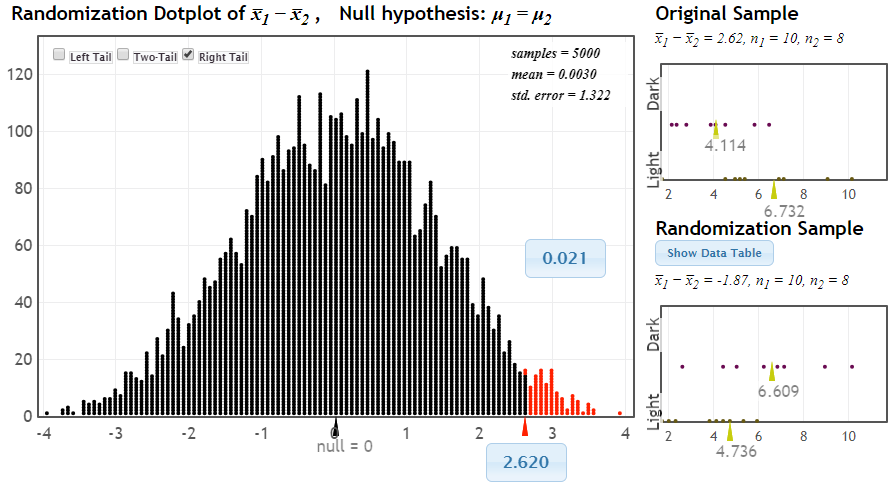 Randomization Dotplot of x̄1 − x̄2 ,   Null hypothesis: μ1 = μ2
Left Tail Two-Tail Right Tail
samples = 5000
mean = 0.0030
std. error = 1.322
120
100
80
60
40
20
0
0.021
-4 -3 -2 -1 0 1 2 3 4
null = 0
2.620
Original Sample
x̄1 − x̄2 = 2.62, n1 = 10, n2 = 8
Dark
4.114
Light
2 4 6 8 10
6.732
Randomization Sample
Show Data Table
x̄1 − x̄2 = -1.87, n1 = 10, n2 = 8
Dark
6.609
Light
2 4 6 8 10
4.736